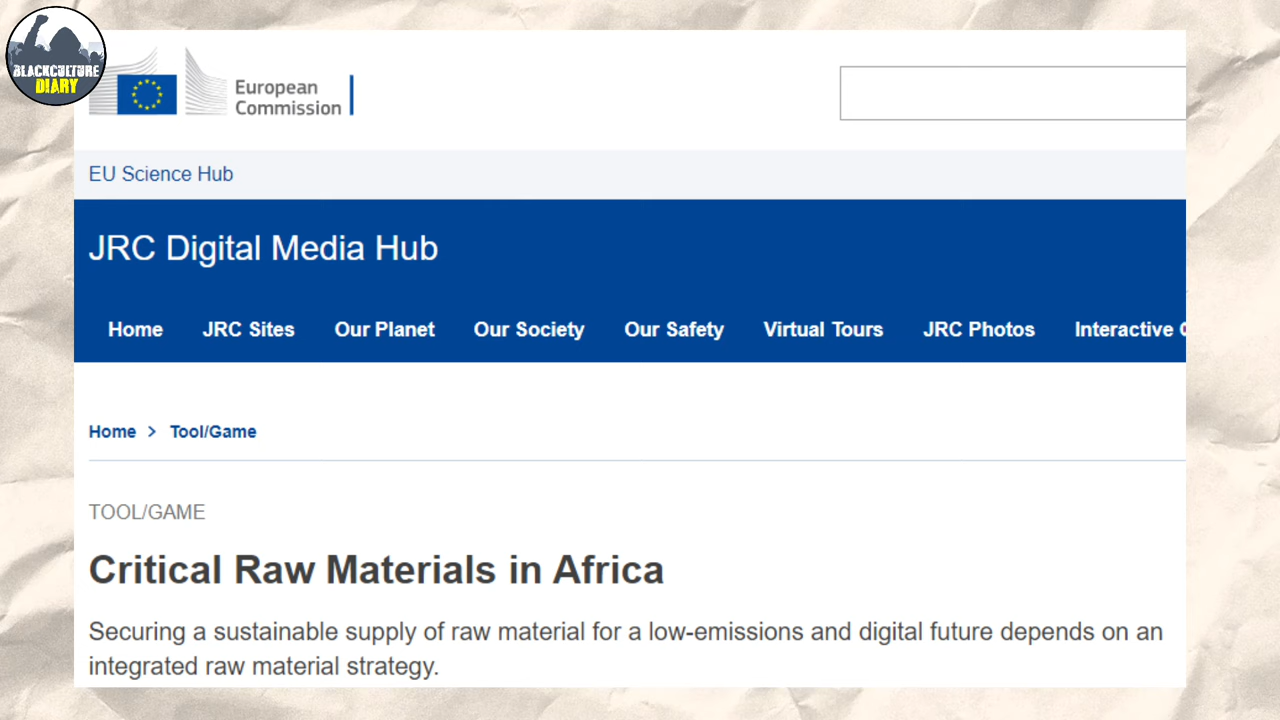 BLACKCULTURE
DIARY
European
Commission
EU Science Hub
JRC Digital Media Hub
Home JRC Sites Our Planet Our Society Our Safety Virtual Tours JRC Photos Interactive
Home > Tool/Game
TOOL/GAME
Critical Raw Materials in Africa
Securing a sustainable supply of raw material for a low-emissions and digital future depends on an
integrated raw material strategy.